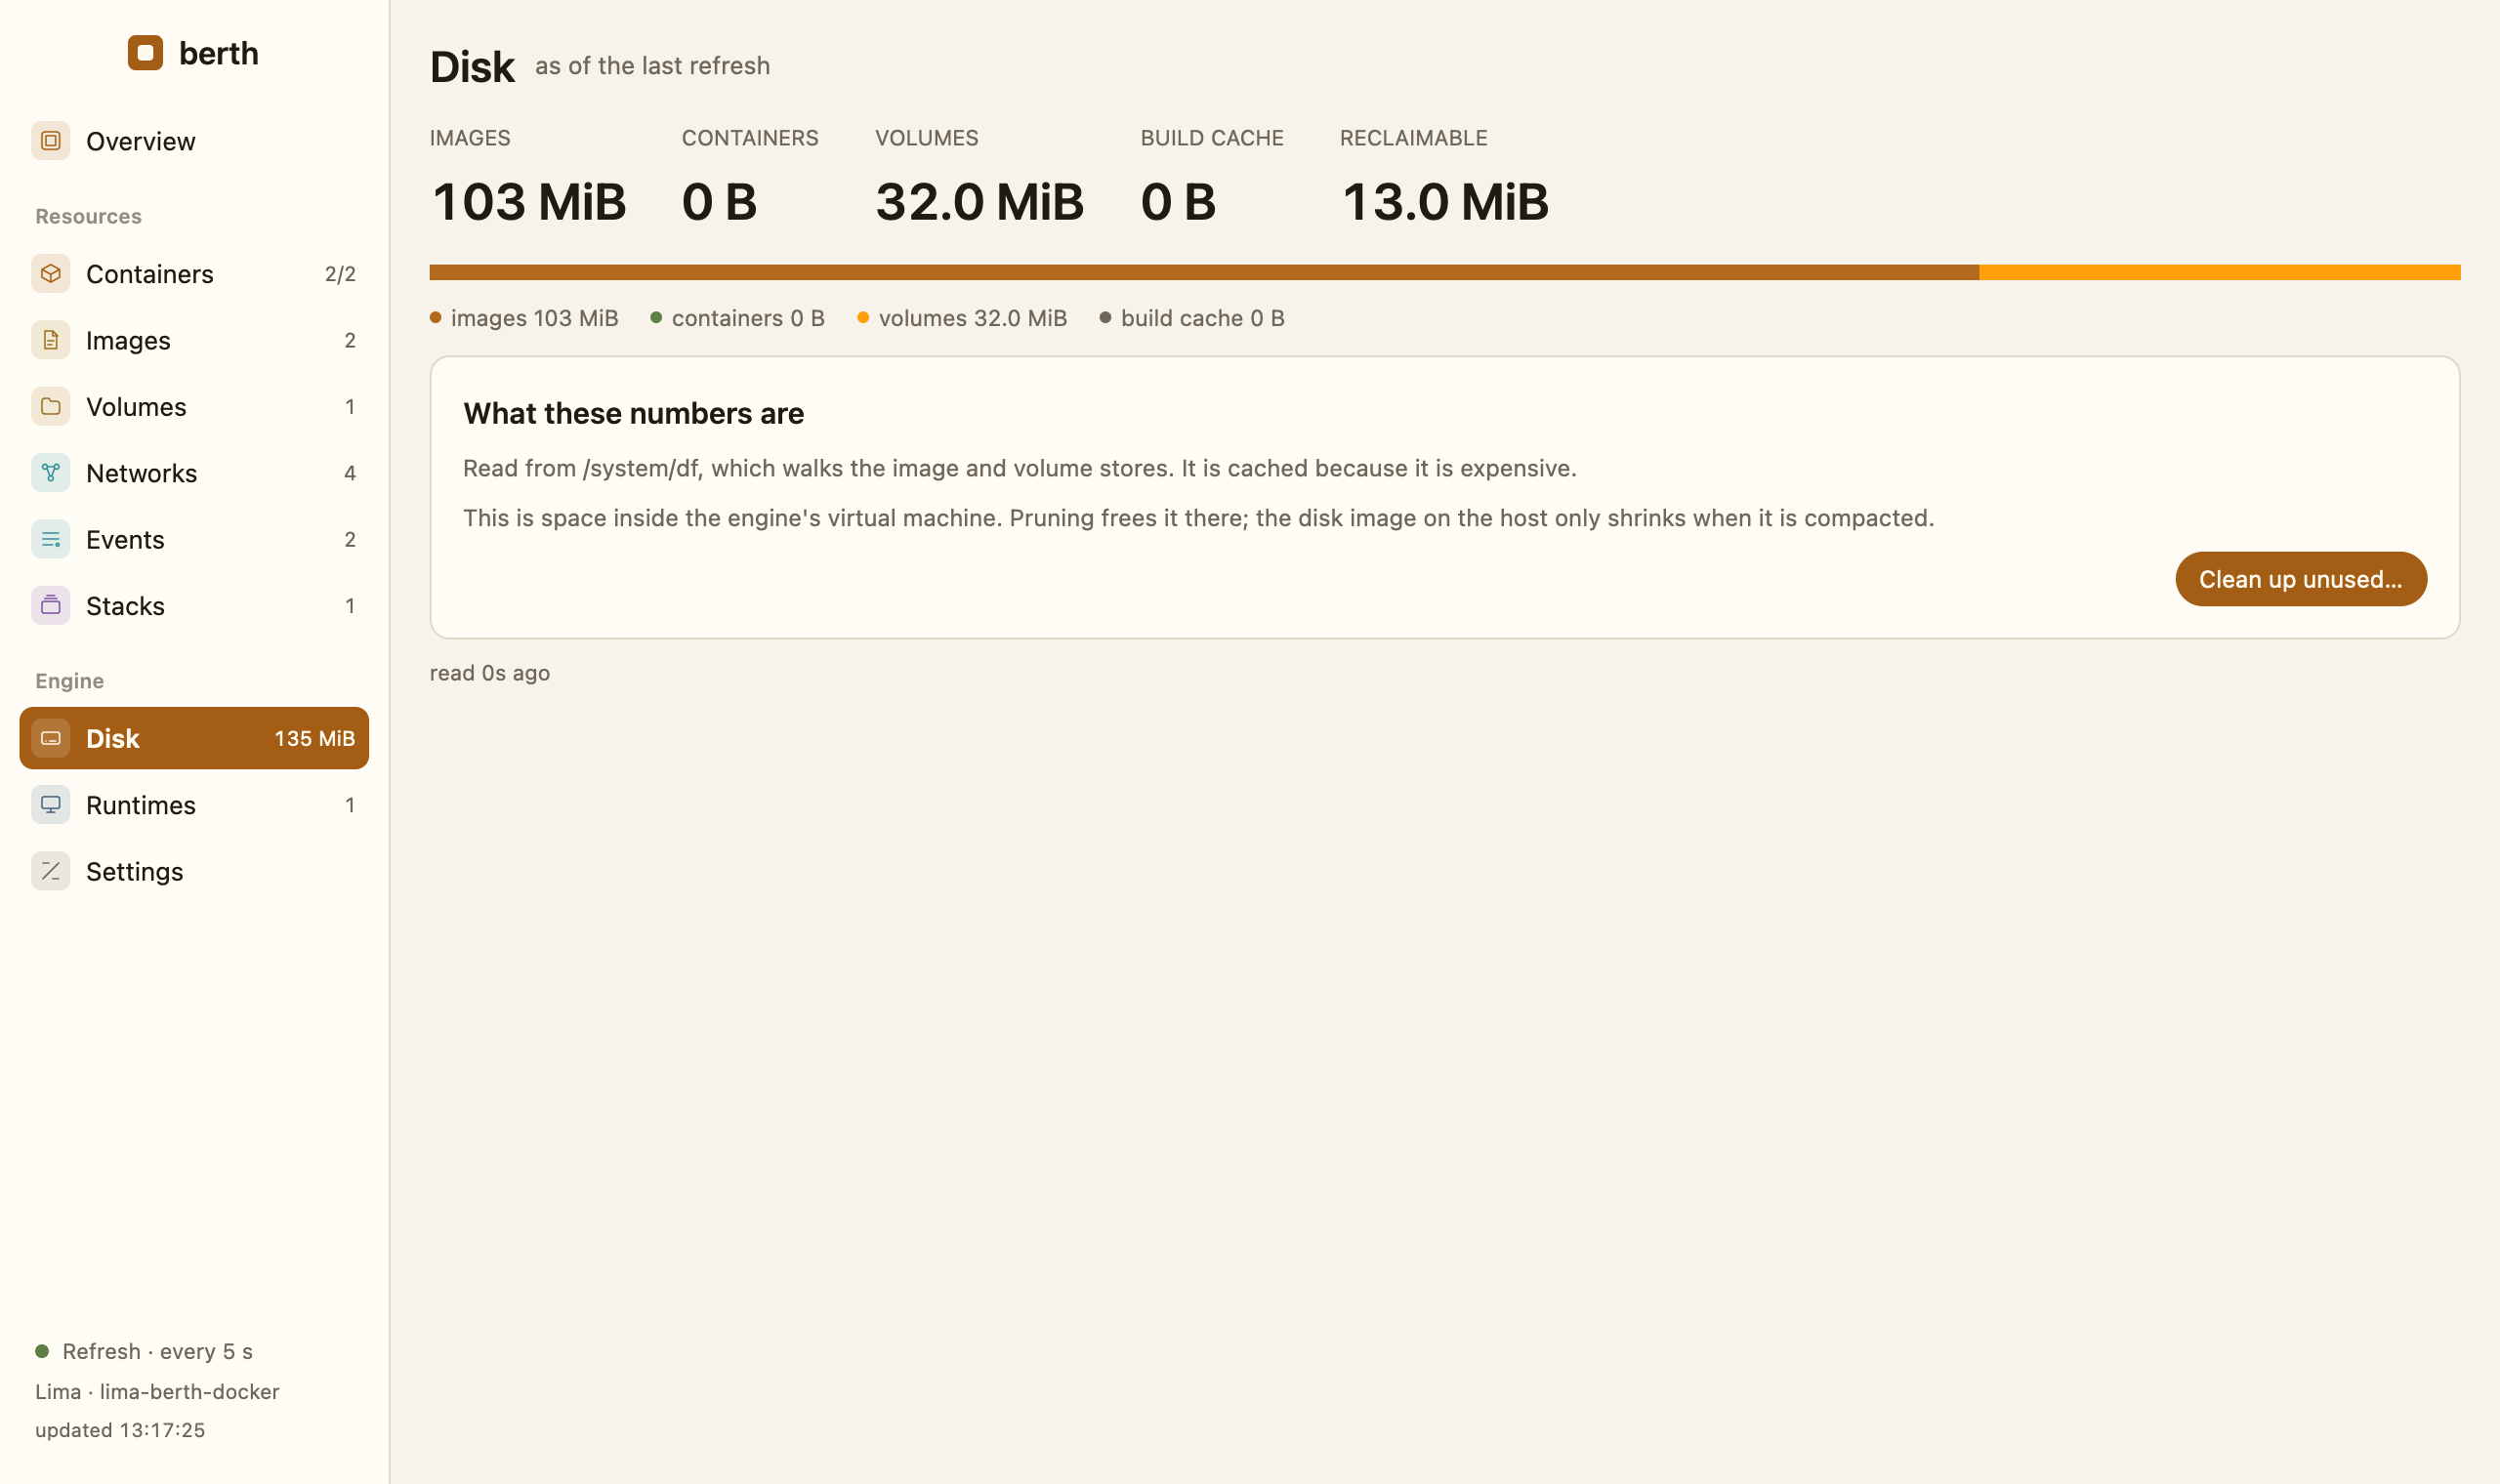 berth
Overview
Resources
Containers 2/2
Images 2
Volumes 1
Networks 4
Events 2
Stacks 1
Engine
Disk 135 MiB
Runtimes 1
Settings
Refresh · every 5 s
Lima · lima-berth-docker
updated 13:17:25
Disk as of the last refresh
IMAGES CONTAINERS VOLUMES BUILD CACHE RECLAIMABLE
103 MiB 0 B 32.0 MiB 0 B 13.0 MiB
images 103 MiB containers 0 B volumes 32.0 MiB build cache 0 B
What these numbers are
Read from /system/df, which walks the image and volume stores. It is cached because it is expensive.
This is space inside the engine's virtual machine. Pruning frees it there; the disk image on the host only shrinks when it is compacted.
Clean up unused...
read 0s ago